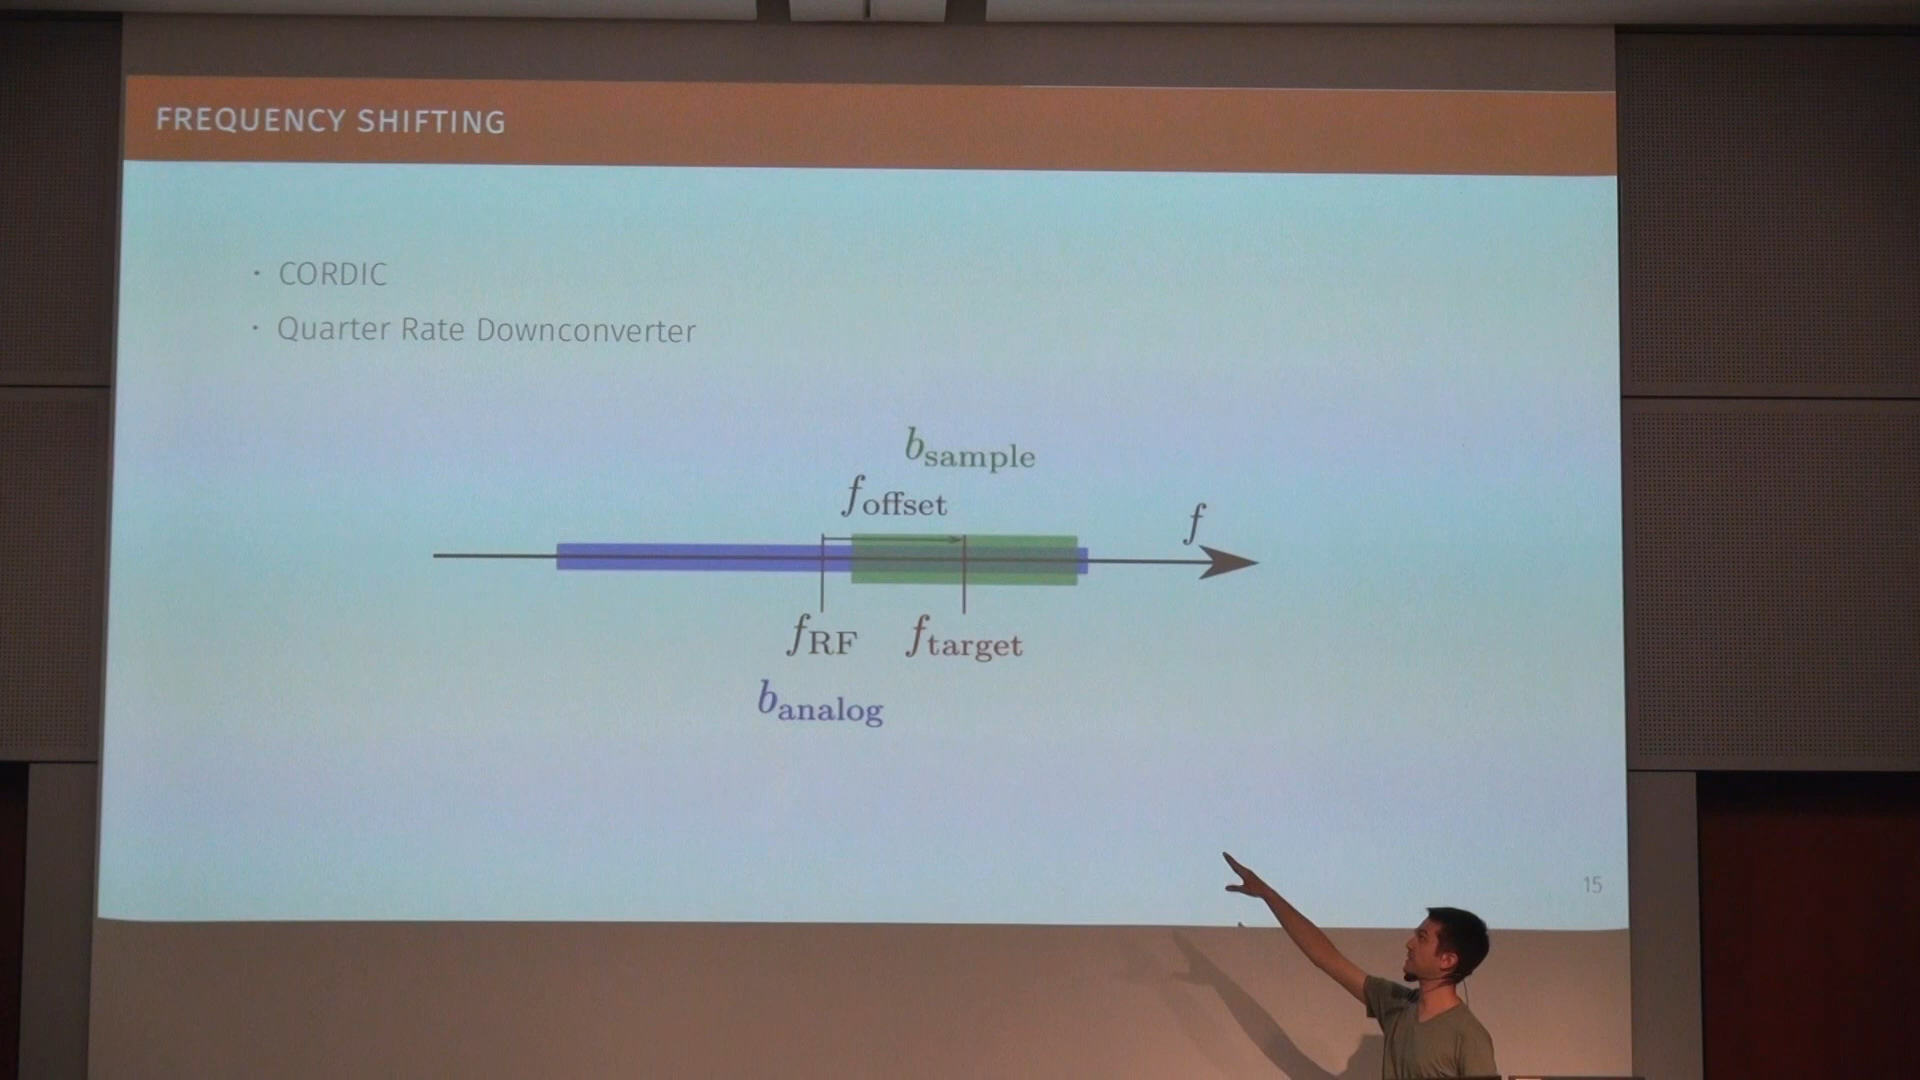 FREQUENCY SHIFTING
· CORDIC
· Quarter Rate Downconverter
b_sample
f_offset
f
f_RF f_target
b_analog
15